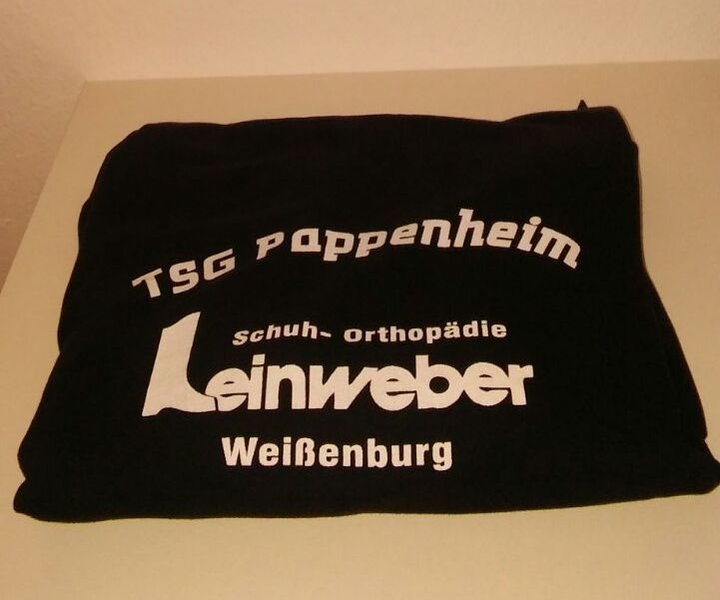 TSG Pappenheim
Schuh- Orthopädie
Leinweber
Weißenburg